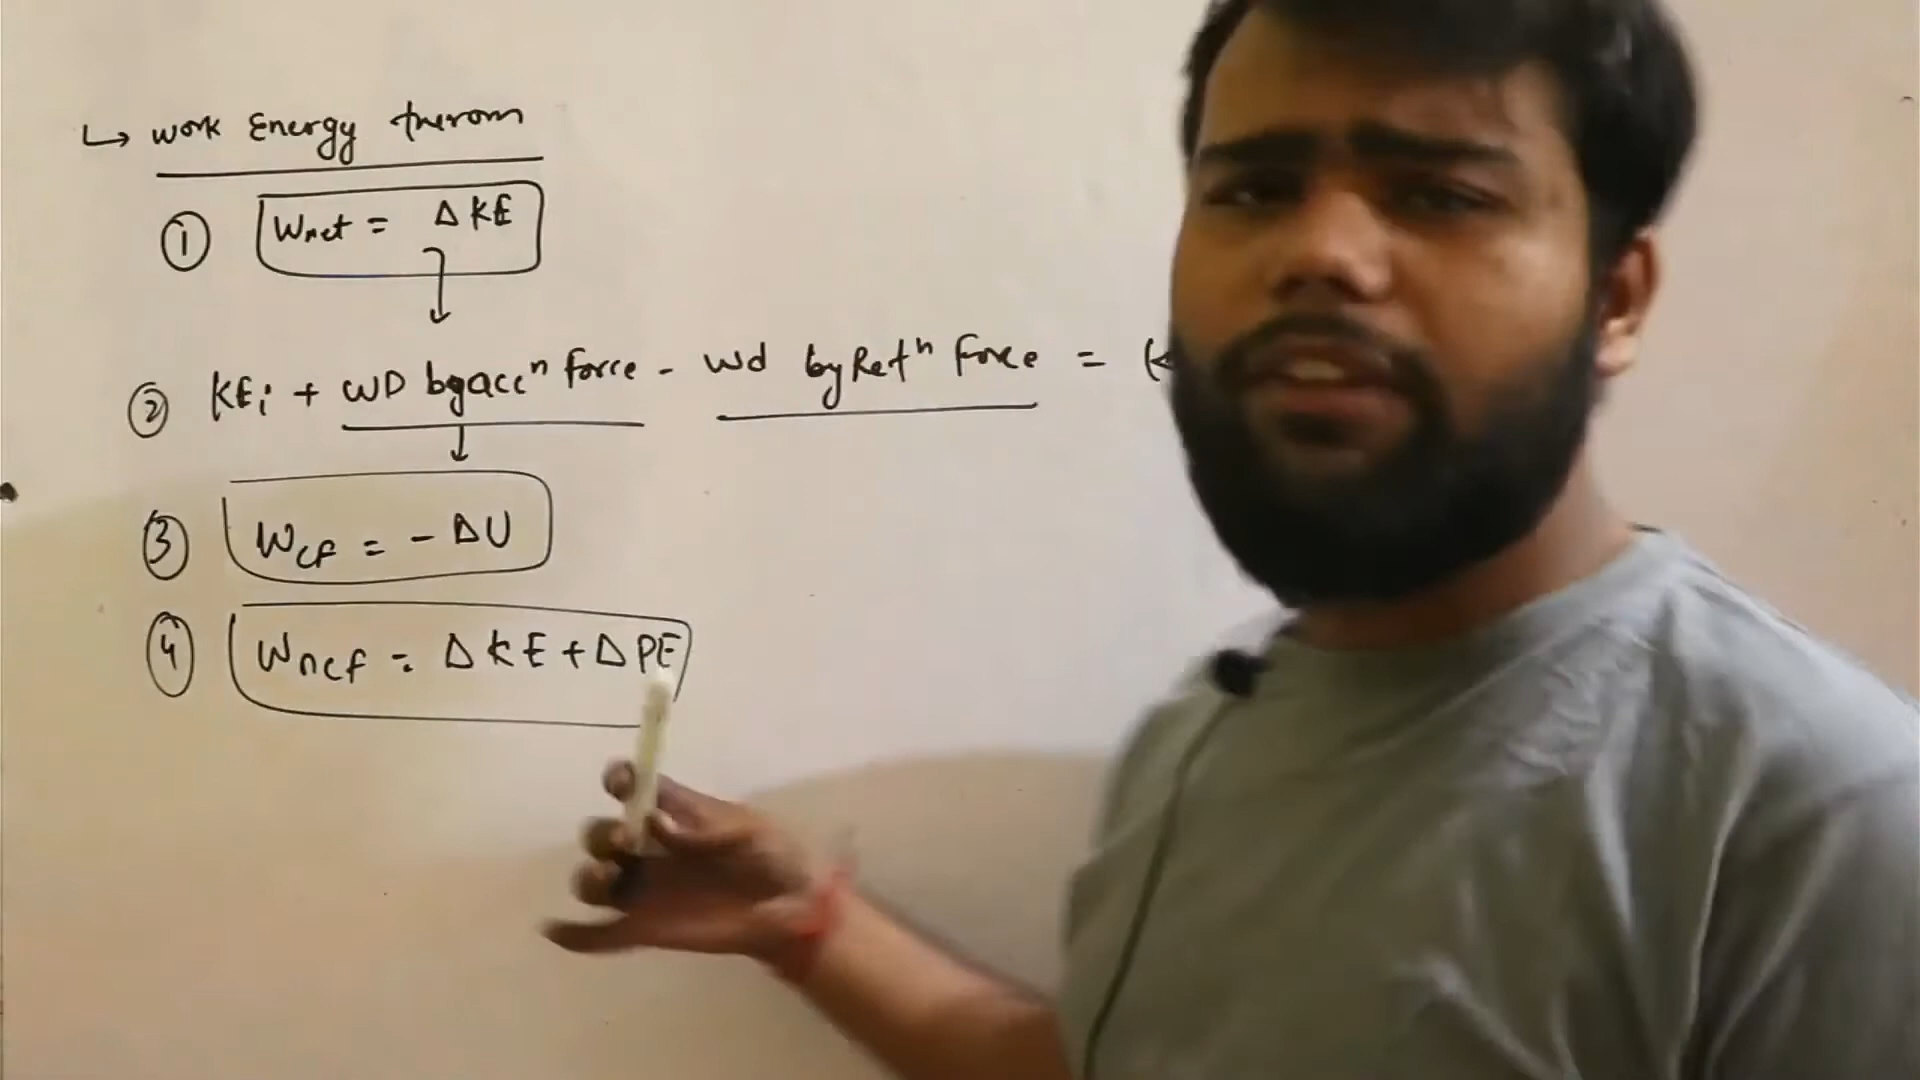 ↳ work Energy therom
① Wnet = Δ KE
② KEi + WD by accⁿ force - Wd by Retⁿ Force = K
③ WCF = - ΔU
④ Wncf = ΔKE + ΔPE